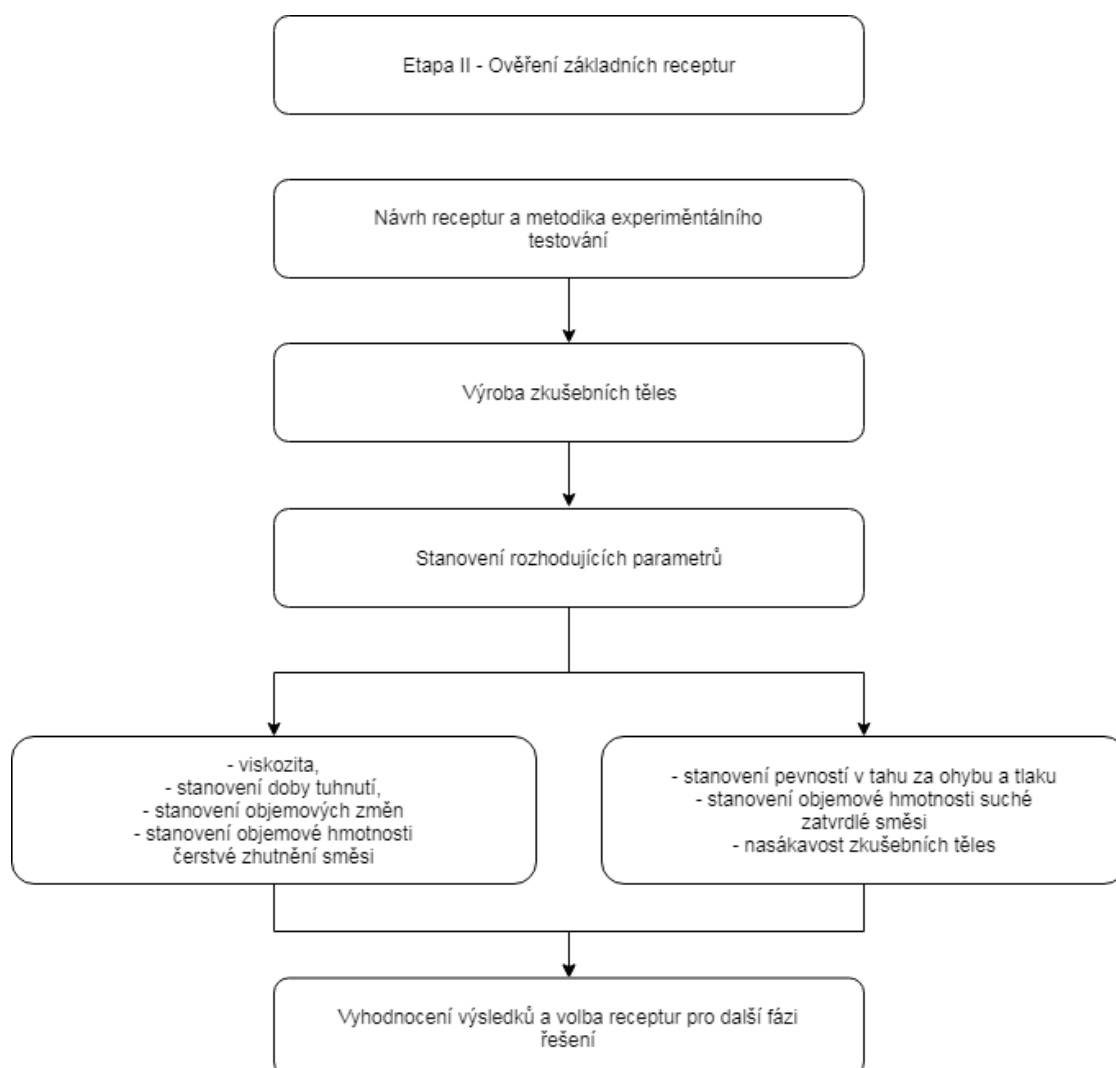 Etapa II - Ověření základních receptur
Návrh receptur a metodika experimentálního
testování
Výroba zkušebních těles
Stanovení rozhodujících parametrů
- viskozita,
- stanovení doby tuhnutí,
- stanovení objemových změn
- stanovení objemové hmotnosti
čerstvé zhutnění směsi
- stanovení pevností v tahu za ohybu a tlaku
- stanovení objemové hmotnosti suché
zatvrdlé směsi
- nasákavost zkušebních těles
Vyhodnocení výsledků a volba receptur pro další fázi
řešení